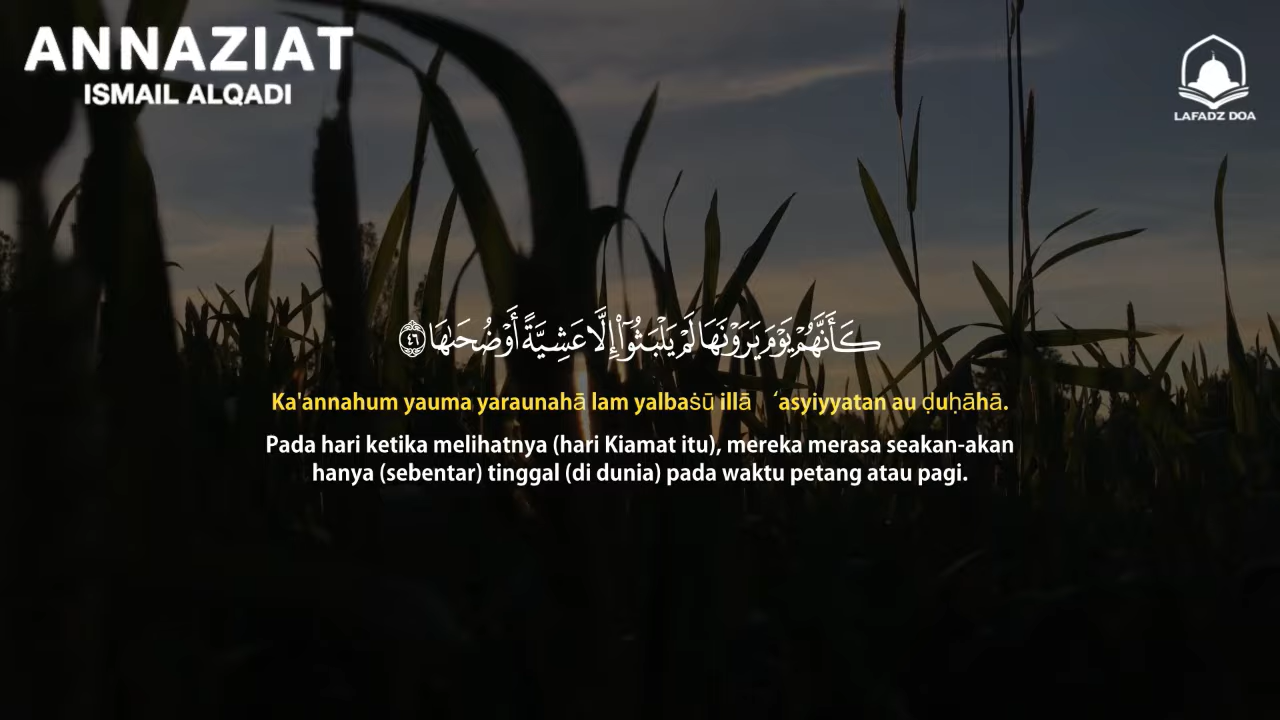 ANNAZIAT
ISMAIL ALQADI
LAFADZ DOA
كَأَنَّهُمْ يَوْمَ يَرَوْنَهَا لَمْ يَلْبَثُوٓا۟ إِلَّا عَشِيَّةً أَوْ ضُحَىٰهَا ٤٦
Ka'annahum yauma yaraunahā lam yalbaṡū illā ‘asyiyyatan au ḍuḥāhā.
Pada hari ketika melihatnya (hari Kiamat itu), mereka merasa seakan-akan
hanya (sebentar) tinggal (di dunia) pada waktu petang atau pagi.